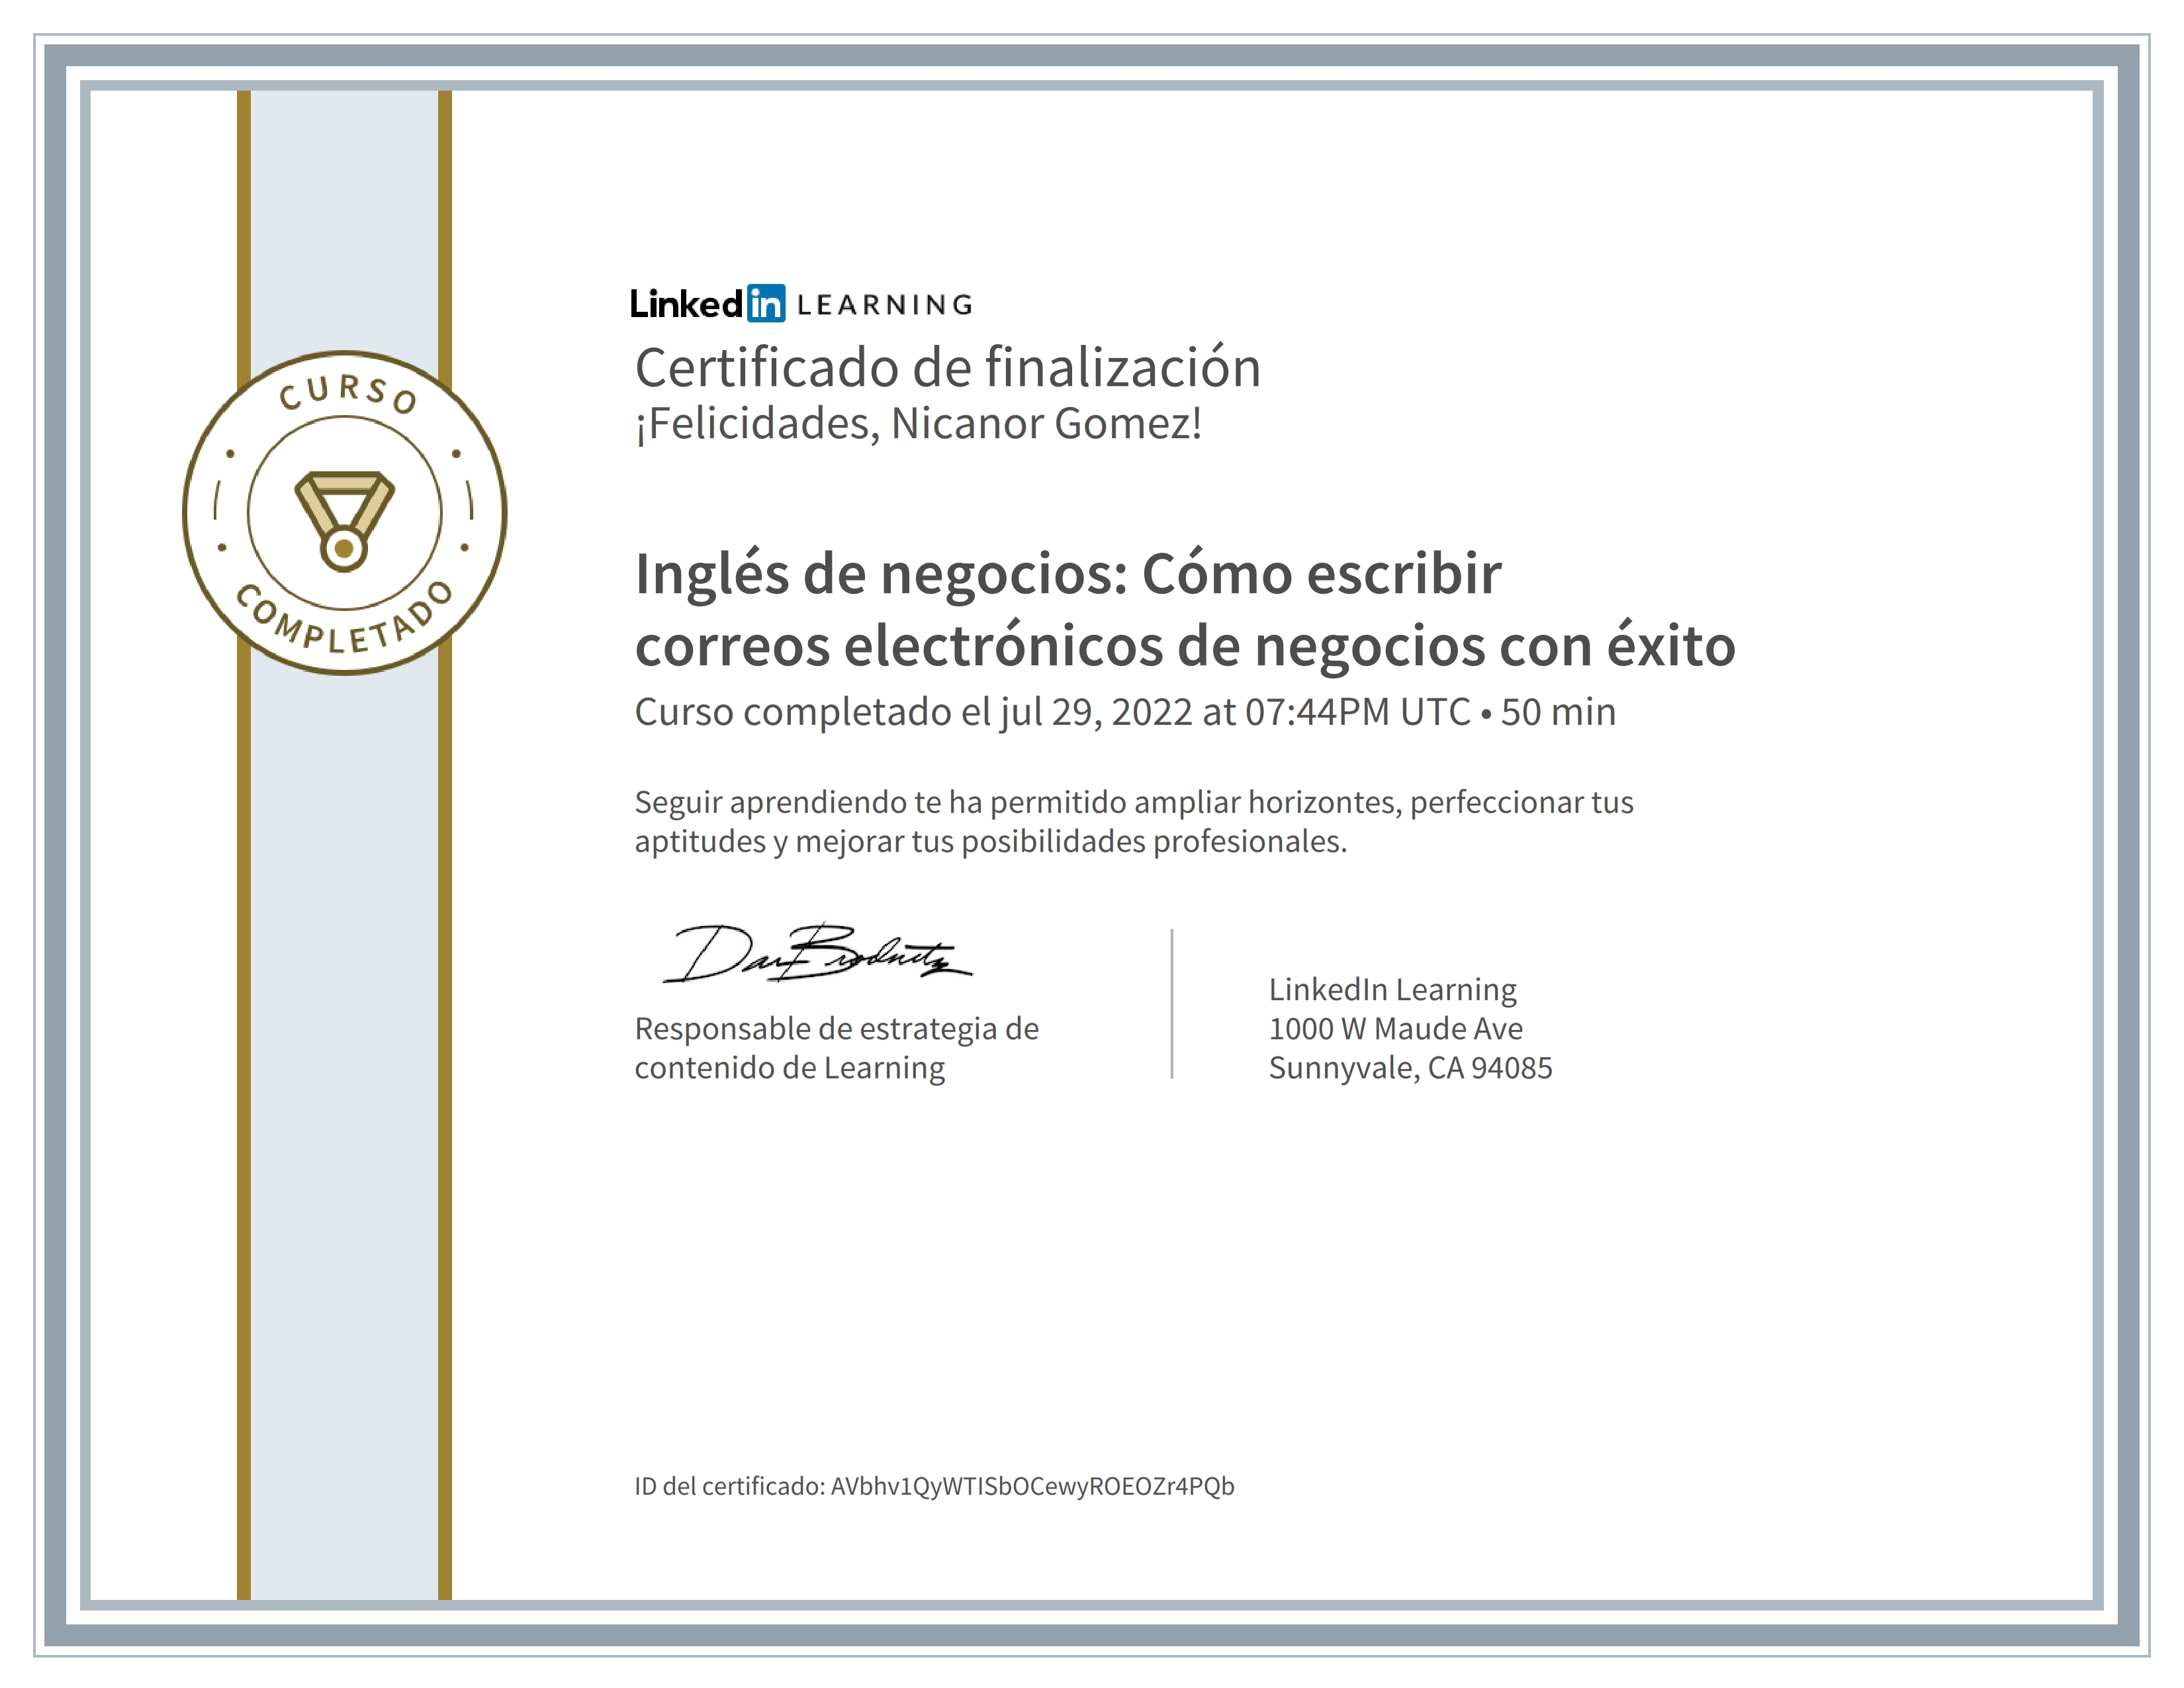 CURSO
COMPLETADO
Linkedin LEARNING
Certificado de finalización
¡Felicidades, Nicanor Gomez!
Inglés de negocios: Cómo escribir
correos electrónicos de negocios con éxito
Curso completado el jul 29, 2022 at 07:44PM UTC • 50 min
Seguir aprendiendo te ha permitido ampliar horizontes, perfeccionar tus
aptitudes y mejorar tus posibilidades profesionales.
Dan Brodnitz
Responsable de estrategia de
contenido de Learning
LinkedIn Learning
1000 W Maude Ave
Sunnyvale, CA 94085
ID del certificado: AVbhv1QyWTISbOCewyROEOZr4PQb